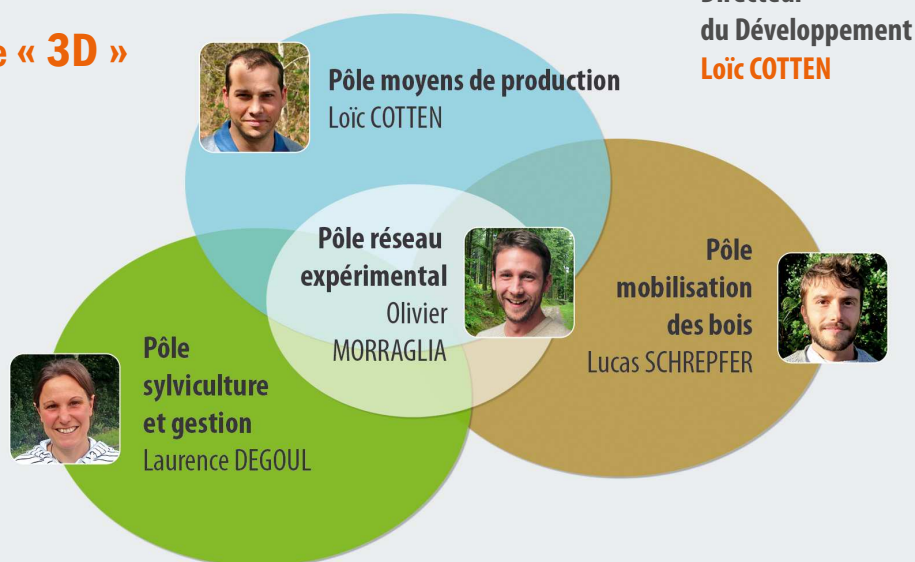 e « 3D »
du Développement
Loïc COTTEN
Pôle moyens de production
Loïc COTTEN
Pôle réseau
expérimental
Olivier
MORRAGLIA
Pôle
mobilisation
des bois
Lucas SCHREPFER
Pôle
sylviculture
et gestion
Laurence DEGOUL